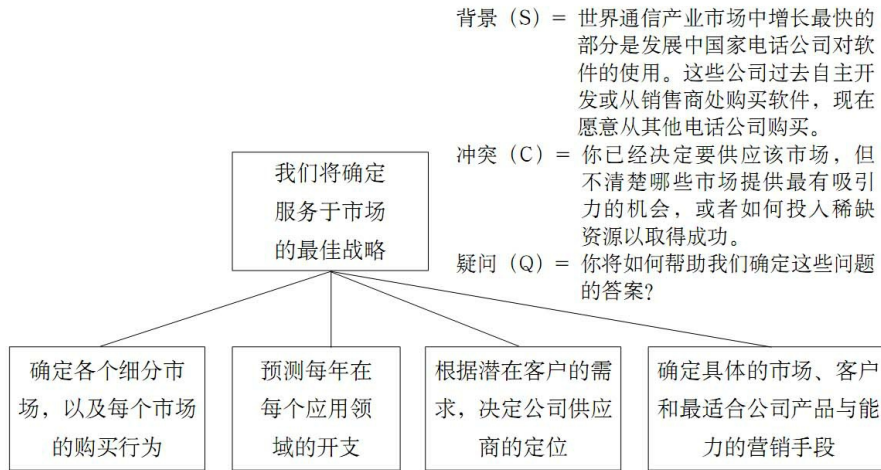 背景（S）= 世界通信产业市场中增长最快的
部分是发展中国家电话公司对软
件的使用。这些公司过去自主开
发或从销售商处购买软件，现在
愿意从其他电话公司购买。
冲突（C）= 你已经决定要供应该市场，但
不清楚哪些市场提供最有吸引
力的机会，或者如何投入稀缺
资源以取得成功。
疑问（Q）= 你将如何帮助我们确定这些问题
的答案？
我们将确定
服务于市场
的最佳战略
确定各个细分市
场，以及每个市场
的购买行为
预测每年在
每个应用领
域的开支
根据潜在客户的需
求，决定公司供应
商的定位
确定具体的市场、客户
和最适合公司产品与能
力的营销手段